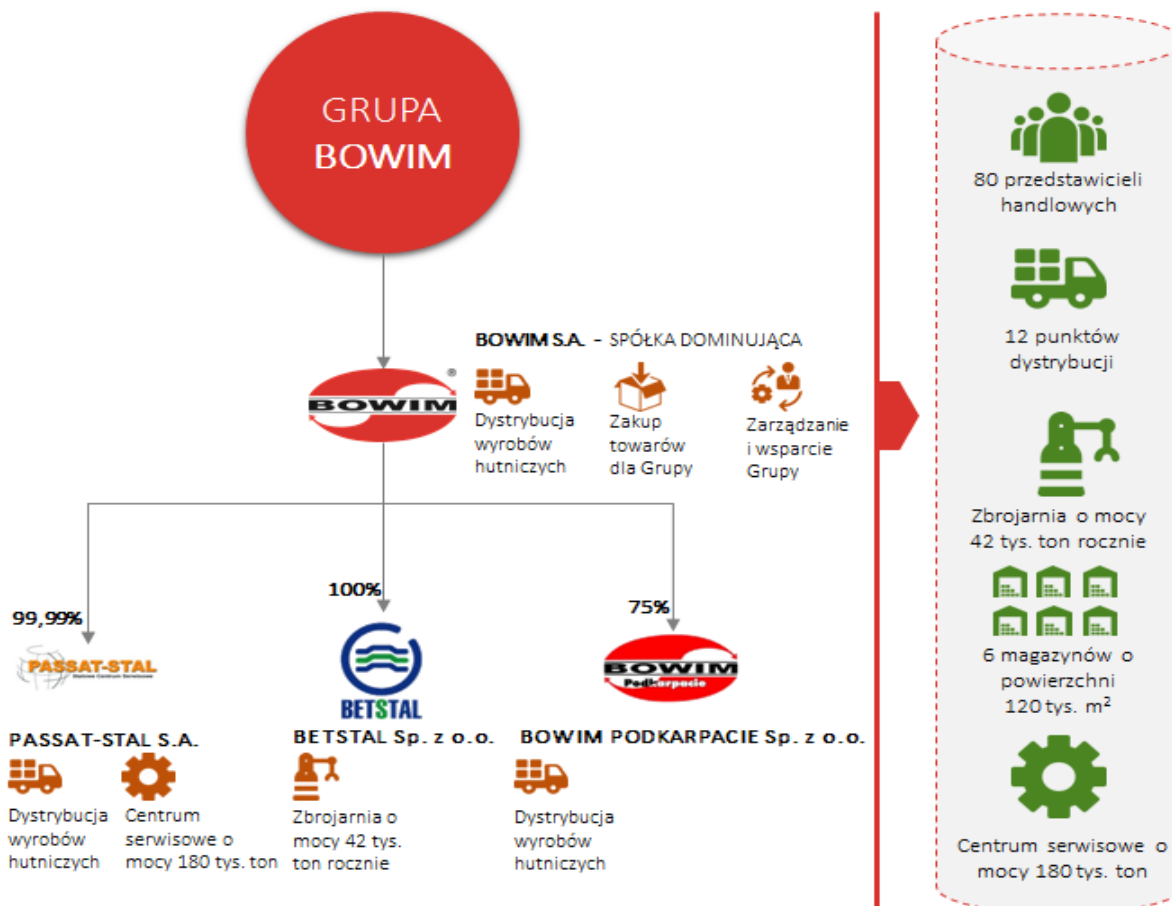 GRUPA
BOWIM
BOWIM S.A. – SPÓŁKA DOMINUJĄCA
BOWIM
®
Dystrybucja
wyrobów
hutniczych
Zakup
towarów
dla Grupy
Zarządzanie
i wsparcie
Grupy
99,99%
100%
75%
PASSAT-STAL
Stalowe Centrum Serwisowe
BETSTAL
BOWIM
Podkarpacie
PASSAT-STAL S.A.
Dystrybucja
wyrobów
hutniczych
Centrum
serwisowe o
mocy 180 tys. ton
BETSTAL Sp. z o.o.
Zbrojarnia o
mocy 42 tys.
ton rocznie
BOWIM PODKARPACIE Sp. z o.o.
Dystrybucja
wyrobów
hutniczych
80 przedstawicieli
handlowych
12 punktów
dystrybucji
Zbrojarnia o mocy
42 tys. ton rocznie
6 magazynów o
powierzchni
120 tys. m²
Centrum serwisowe o
mocy 180 tys. ton